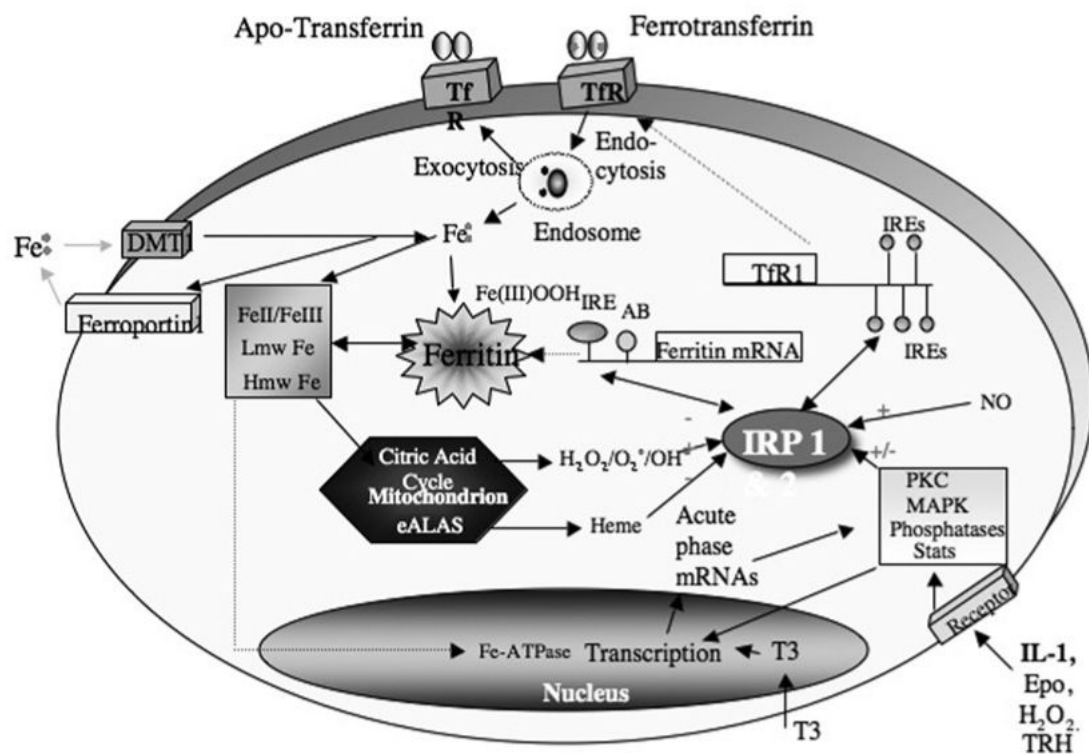 Apo-Transferrin
Ferrotransferrin
Tf
R
TfR
Exocytosis
Endo-
cytosis
Endosome
Fe
DMT1
Fe
Ferroportin1
FeII/FeIII
Lmw Fe
Hmw Fe
Fe(III)OOH
IRE
AB
Ferritin
Ferritin mRNA
TfR1
IREs
IREs
-
+
-
+
+/-
IRP 1
& 2
NO
Citric Acid
Cycle
Mitochondrion
eALAS
H2O2/O2°/OH
Heme
Acute
phase
mRNAs
PKC
MAPK
Phosphatases
Stats
Receptor
Fe-ATPase
Transcription
T3
Nucleus
T3
IL-1,
Epo,
H2O2.
TRH